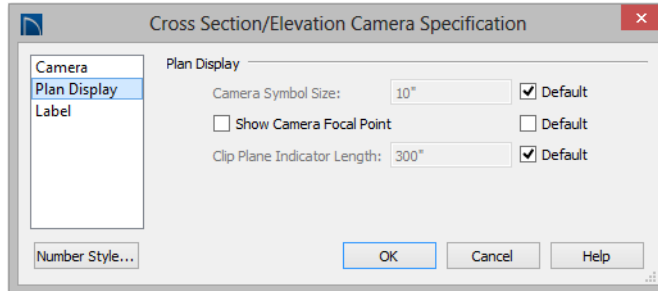 Cross Section/Elevation Camera Specification
Camera
Plan Display
Label
Plan Display
Camera Symbol Size: 10" Default
Show Camera Focal Point Default
Clip Plane Indicator Length: 300" Default
Number Style... OK Cancel Help